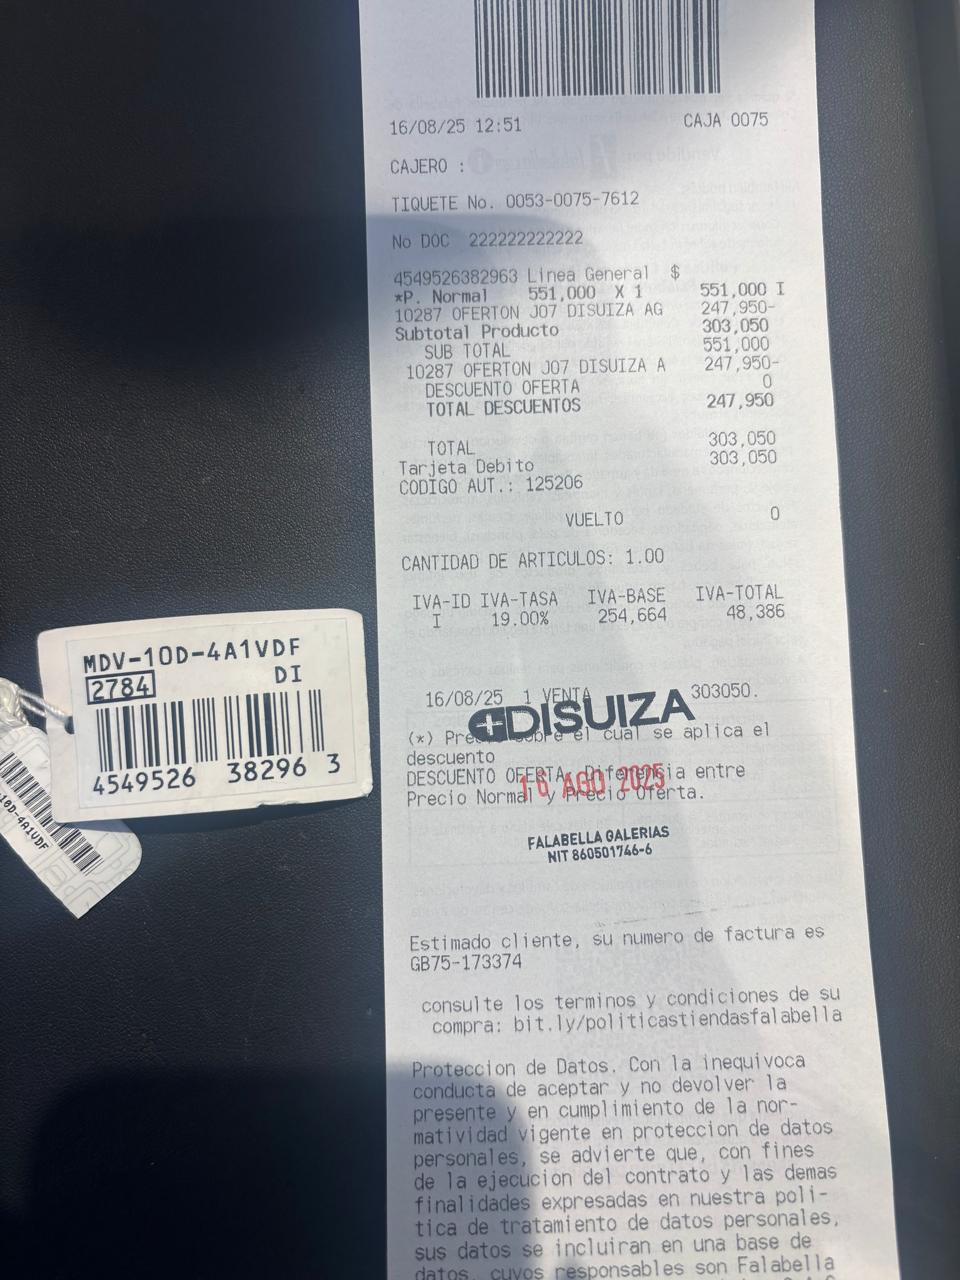 16/08/25 12:51 CAJA 0075
CAJERO :
TIQUETE No. 0053-0075-7612
No DOC 222222222222
4549526382963 Linea General $
*P. Normal 551,000 X 1 551,000 I
10287 OFERTON J07 DISUIZA AG 247,950-
Subtotal Producto 303,050
SUB TOTAL 551,000
10287 OFERTON J07 DISUIZA A 247,950-
DESCUENTO OFERTA 0
TOTAL DESCUENTOS 247,950
TOTAL 303,050
Tarjeta Debito 303,050
CODIGO AUT.: 125206
VUELTO 0
CANTIDAD DE ARTICULOS: 1.00
IVA-ID IVA-TASA IVA-BASE IVA-TOTAL
I 19.00% 254,664 48,386
16/08/25 1 VENTA 303050.
DISUIZA
(*) Precio sobre el cual se aplica el
descuento
DESCUENTO OFERTA. Diferencia entre
Precio Normal y Precio Oferta.
16 AGO 2025
FALABELLA GALERIAS
NIT 860501746-6
Estimado cliente, su numero de factura es
GB75-173374
consulte los terminos y condiciones de su
compra: bit.ly/politicastiendasfalabella
Proteccion de Datos. Con la inequivoca
conducta de aceptar y no devolver la
presente y en cumplimiento de la nor-
matividad vigente en proteccion de datos
personales, se advierte que, con fines
de la ejecucion del contrato y las demas
finalidades expresadas en nuestra poli-
tica de tratamiento de datos personales,
sus datos se incluiran en una base de
datos, cuyos responsables son Falabella
MDV-10D-4A1VDF
2784 DI
4549526 38296 3
10D-4A1VDF